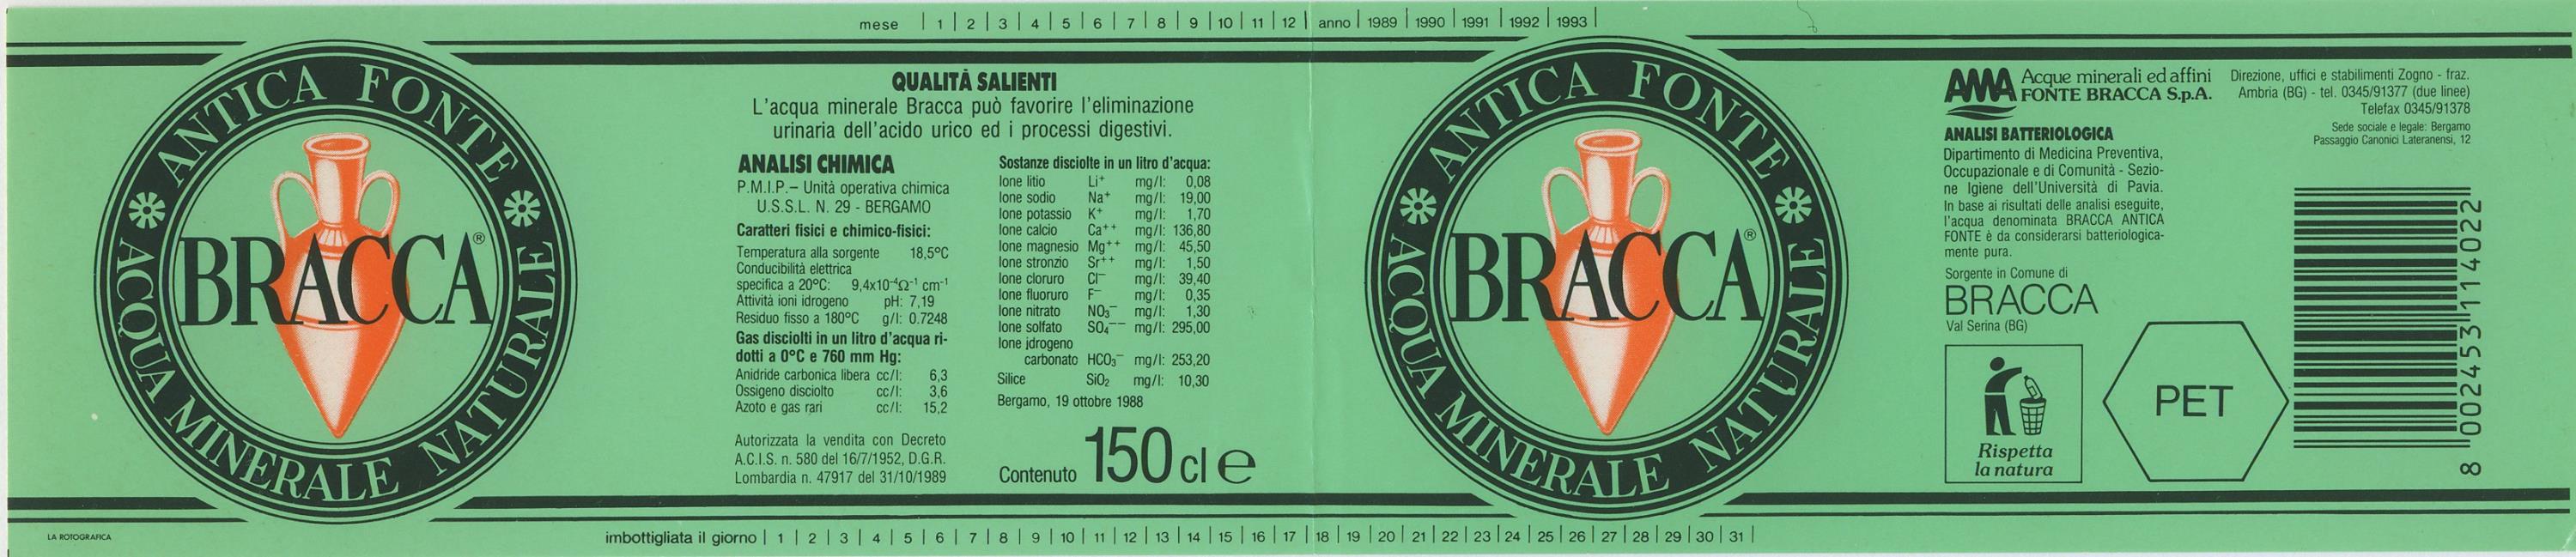 mese | 1 | 2 | 3 | 4 | 5 | 6 | 7 | 8 | 9 | 10 | 11 | 12 | anno | 1989 | 1990 | 1991 | 1992 | 1993 |
ANTICA FONTE
BRACCA®
ACQUA MINERALE NATURALE
QUALITÀ SALIENTI
L'acqua minerale Bracca può favorire l'eliminazione
urinaria dell'acido urico ed i processi digestivi.
ANALISI CHIMICA
P.M.I.P.– Unità operativa chimica
U.S.S.L. N. 29 - BERGAMO
Caratteri fisici e chimico-fisici:
Temperatura alla sorgente 18,5°C
Conducibilità elettrica
specifica a 20°C: 9,4x10⁻⁴Ω⁻¹ cm⁻¹
Attività ioni idrogeno pH: 7,19
Residuo fisso a 180°C g/l: 0.7248
Gas disciolti in un litro d'acqua ri-
dotti a 0°C e 760 mm Hg:
Anidride carbonica libera cc/l: 6,3
Ossigeno disciolto cc/l: 3,6
Azoto e gas rari cc/l: 15,2
Autorizzata la vendita con Decreto
A.C.I.S. n. 580 del 16/7/1952, D.G.R.
Lombardia n. 47917 del 31/10/1989
Sostanze disciolte in un litro d'acqua:
Ione litio Li⁺ mg/l: 0,08
Ione sodio Na⁺ mg/l: 19,00
Ione potassio K⁺ mg/l: 1,70
Ione calcio Ca⁺⁺ mg/l: 136,80
Ione magnesio Mg⁺⁺ mg/l: 45,50
Ione stronzio Sr⁺⁺ mg/l: 1,50
Ione cloruro Cl⁻ mg/l: 39,40
Ione fluoruro F⁻ mg/l: 0,35
Ione nitrato NO₃⁻ mg/l: 1,30
Ione solfato SO₄⁻⁻ mg/l: 295,00
Ione idrogeno
carbonato HCO₃⁻ mg/l: 253,20
Silice SiO₂ mg/l: 10,30
Bergamo, 19 ottobre 1988
Contenuto 150 cl e
ANTICA FONTE
BRACCA®
ACQUA MINERALE NATURALE
AMA Acque minerali ed affini
FONTE BRACCA S.p.A.
Direzione, uffici e stabilimenti Zogno - fraz.
Ambria (BG) - tel. 0345/91377 (due linee)
Telefax 0345/91378
Sede sociale e legale: Bergamo
Passaggio Canonici Lateranensi, 12
ANALISI BATTERIOLOGICA
Dipartimento di Medicina Preventiva,
Occupazionale e di Comunità - Sezio-
ne Igiene dell'Università di Pavia.
In base ai risultati delle analisi eseguite,
l'acqua denominata BRACCA ANTICA
FONTE è da considerarsi batteriologica-
mente pura.
Sorgente in Comune di
BRACCA
Val Serina (BG)
Rispetta
la natura
PET
8 002453 114022
LA ROTOGRAFICA
imbottigliata il giorno | 1 | 2 | 3 | 4 | 5 | 6 | 7 | 8 | 9 | 10 | 11 | 12 | 13 | 14 | 15 | 16 | 17 | 18 | 19 | 20 | 21 | 22 | 23 | 24 | 25 | 26 | 27 | 28 | 29 | 30 | 31 |